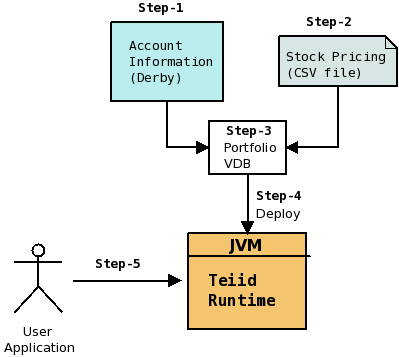 Step-1
Step-2
Account
Information
(Derby)
Stock Pricing
(CSV file)
Step-3
Portfolio
VDB
Step-4
Deploy
JVM
Step-5
Teiid
Runtime
User
Application